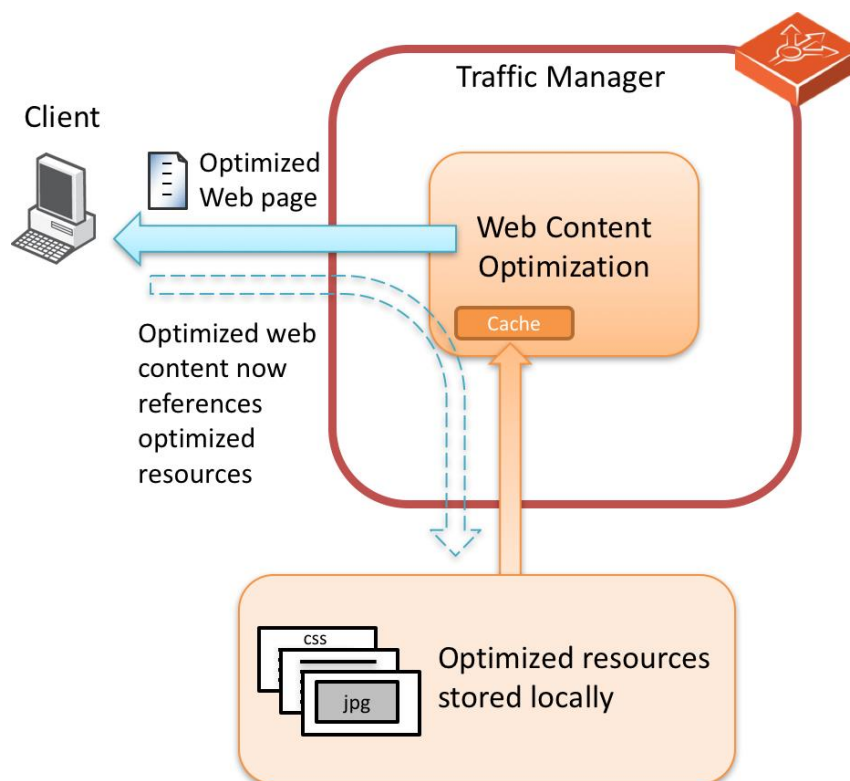 Traffic Manager
Client
Optimized
Web page
Web Content
Optimization
Cache
Optimized web
content now
references
optimized
resources
css
jpg
Optimized resources
stored locally